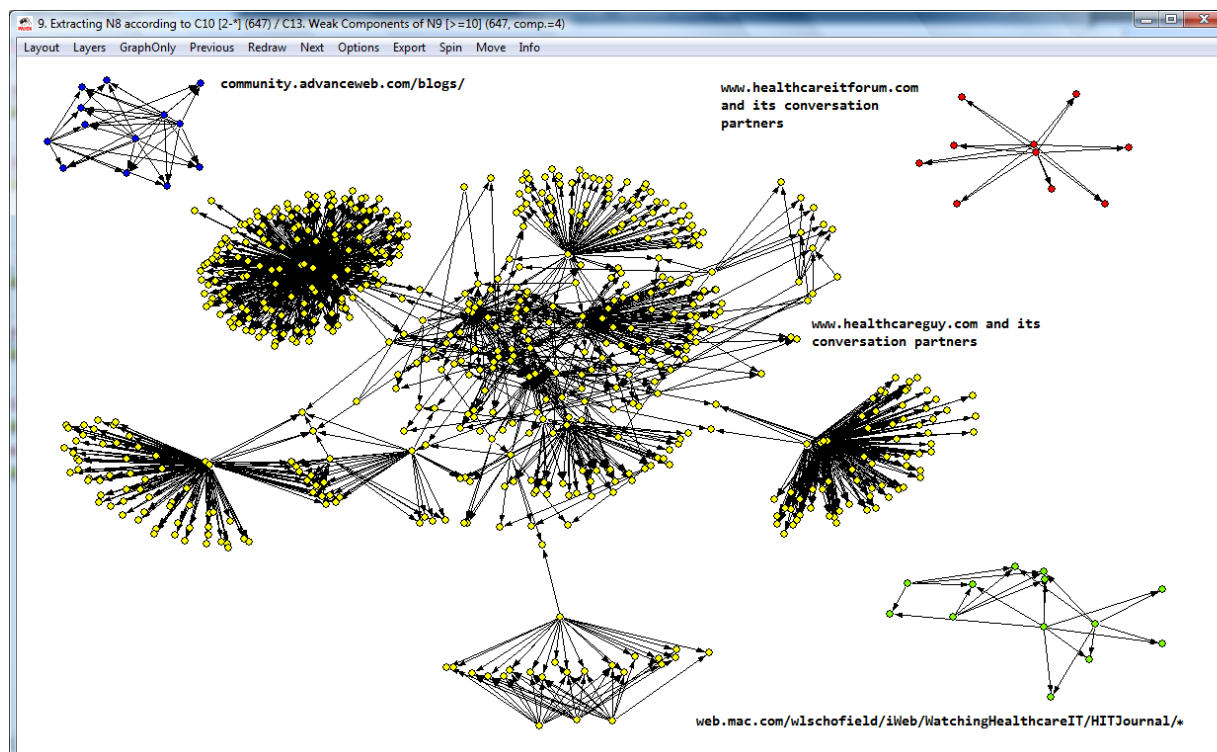 9. Extracting N8 according to C10 [2-*] (647) / C13. Weak Components of N9 [>=10] (647, comp.=4)
Layout Layers GraphOnly Previous Redraw Next Options Export Spin Move Info
community.advanceweb.com/blogs/
www.healthcareitforum.com
and its conversation
partners
www.healthcareguy.com and its
conversation partners
web.mac.com/wlschofield/iWeb/WatchingHealthcareIT/HITJournal/*